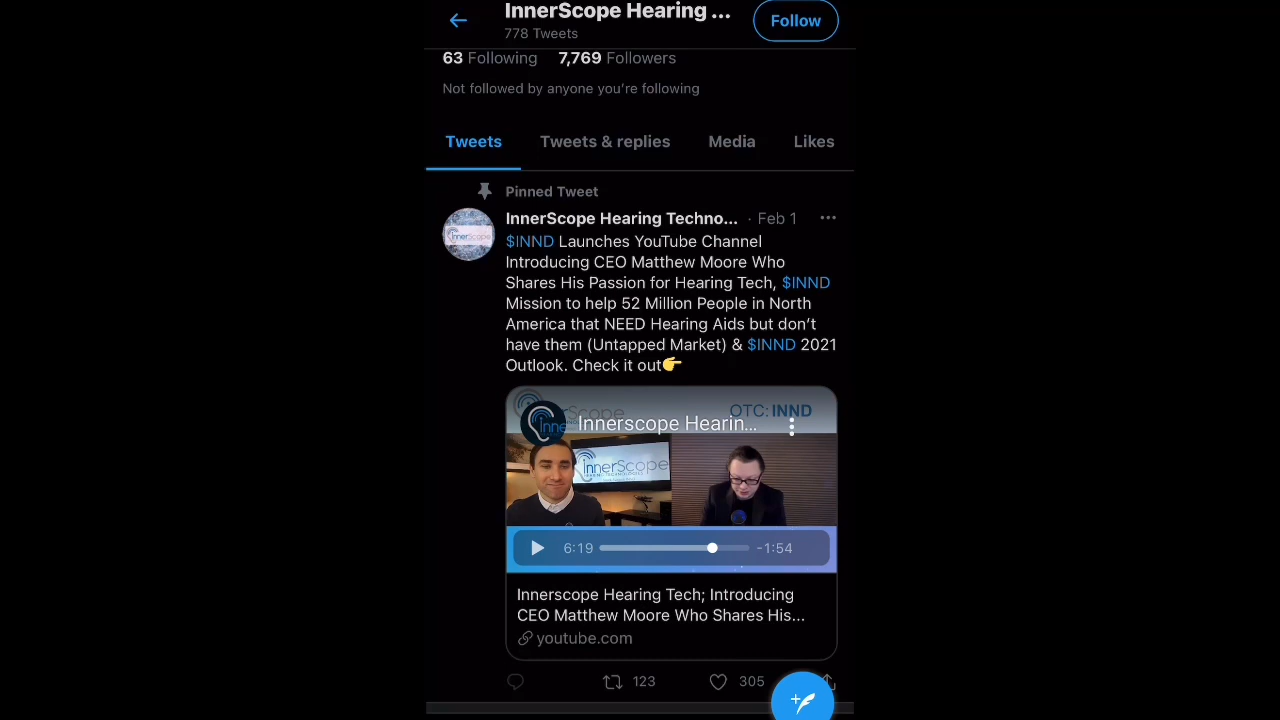 InnerScope Hearing ...
778 Tweets
Follow
63 Following 7,769 Followers
Not followed by anyone you're following
Tweets Tweets & replies Media Likes
Pinned Tweet
InnerScope Hearing Techno... · Feb 1
$INND Launches YouTube Channel
Introducing CEO Matthew Moore Who
Shares His Passion for Hearing Tech, $INND
Mission to help 52 Million People in North
America that NEED Hearing Aids but don't
have them (Untapped Market) & $INND 2021
Outlook. Check it out👉
OTC: INND
Innerscope Hearin...
InnerScope
6:19 -1:54
Innerscope Hearing Tech; Introducing
CEO Matthew Moore Who Shares His...
youtube.com
123 305